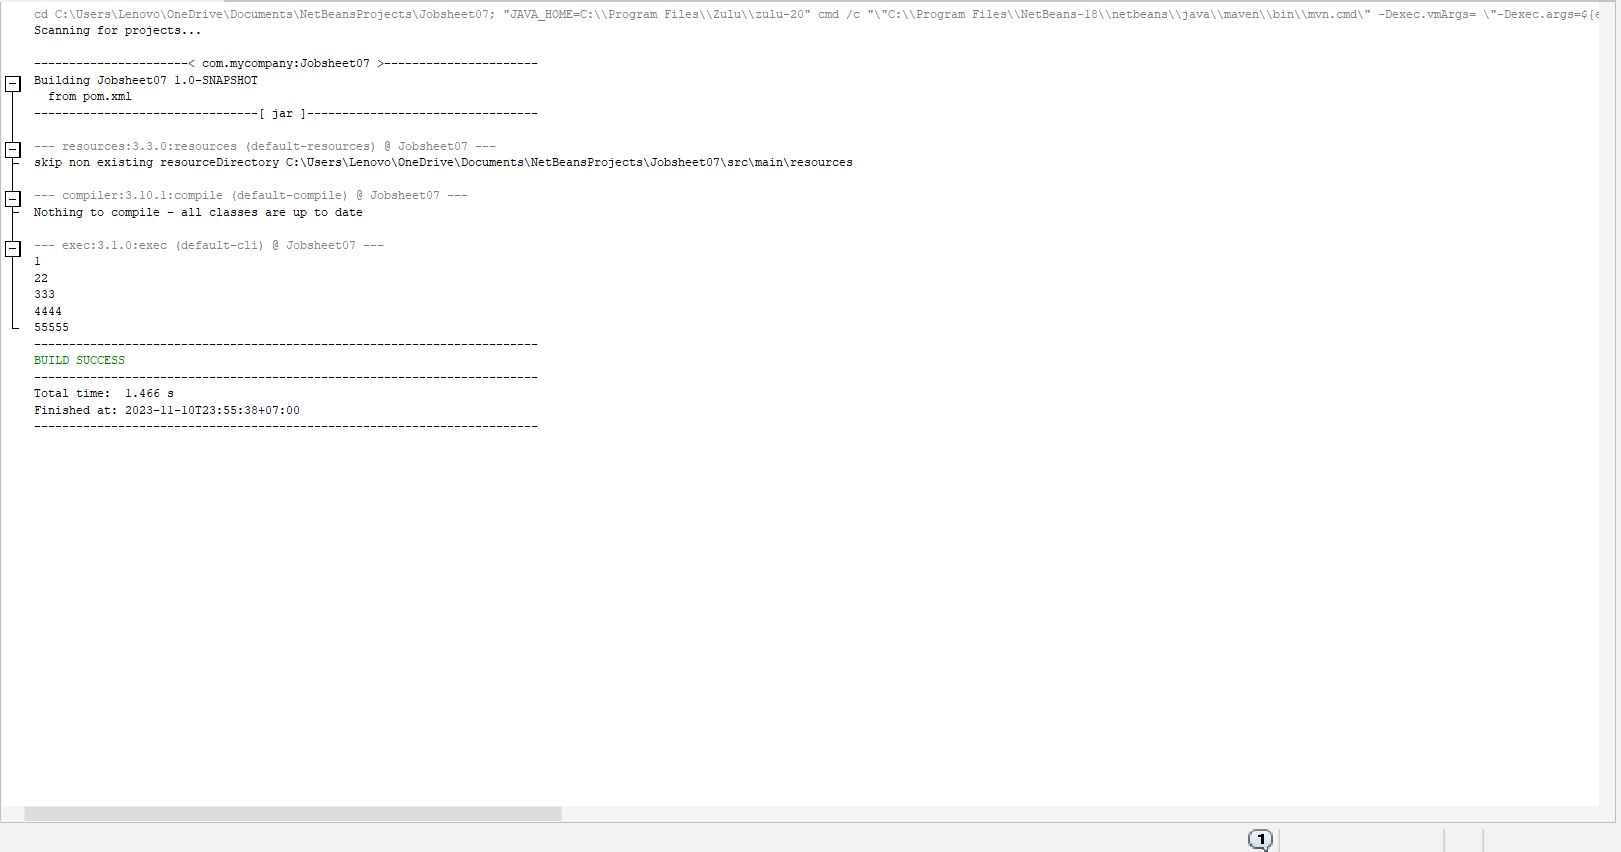 cd C:\Users\Lenovo\OneDrive\Documents\NetBeansProjects\Jobsheet07; "JAVA_HOME=C:\\Program Files\\Zulu\\zulu-20" cmd /c "\"C:\\Program Files\\NetBeans-18\\netbeans\\java\\maven\\bin\\mvn.cmd\" -Dexec.vmArgs= \"-Dexec.args=${e
Scanning for projects...
----------------------< com.mycompany:Jobsheet07 >----------------------
Building Jobsheet07 1.0-SNAPSHOT
  from pom.xml
--------------------------------[ jar ]---------------------------------
--- resources:3.3.0:resources (default-resources) @ Jobsheet07 ---
skip non existing resourceDirectory C:\Users\Lenovo\OneDrive\Documents\NetBeansProjects\Jobsheet07\src\main\resources
--- compiler:3.10.1:compile (default-compile) @ Jobsheet07 ---
Nothing to compile - all classes are up to date
--- exec:3.1.0:exec (default-cli) @ Jobsheet07 ---
1
22
333
4444
55555
------------------------------------------------------------------------
BUILD SUCCESS
------------------------------------------------------------------------
Total time:  1.466 s
Finished at: 2023-11-10T23:55:38+07:00
------------------------------------------------------------------------
1